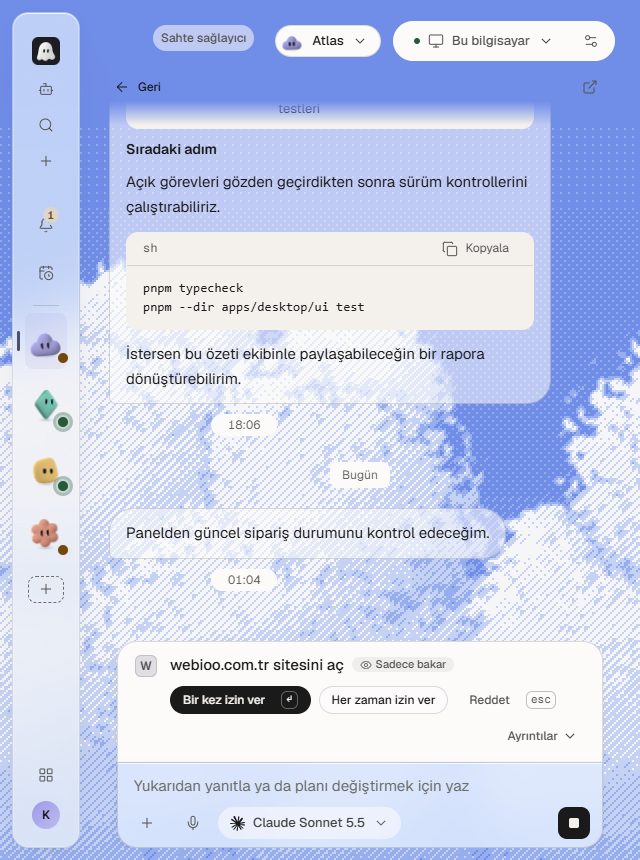 Sahte sağlayıcı
Atlas
Bu bilgisayar
Geri
testleri
Sıradaki adım
Açık görevleri gözden geçirdikten sonra sürüm kontrollerini
çalıştırabiliriz.
sh
Kopyala
pnpm typecheck
pnpm --dir apps/desktop/ui test
İstersen bu özeti ekibinle paylaşabileceğin bir rapora
dönüştürebilirim.
18:06
Bugün
Panelden güncel sipariş durumunu kontrol edeceğim.
01:04
1
W
webioo.com.tr sitesini aç
Sadece bakar
Bir kez izin ver
Her zaman izin ver
Reddet
esc
Ayrıntılar
Yukarıdan yanıtla ya da planı değiştirmek için yaz
Claude Sonnet 5.5
K